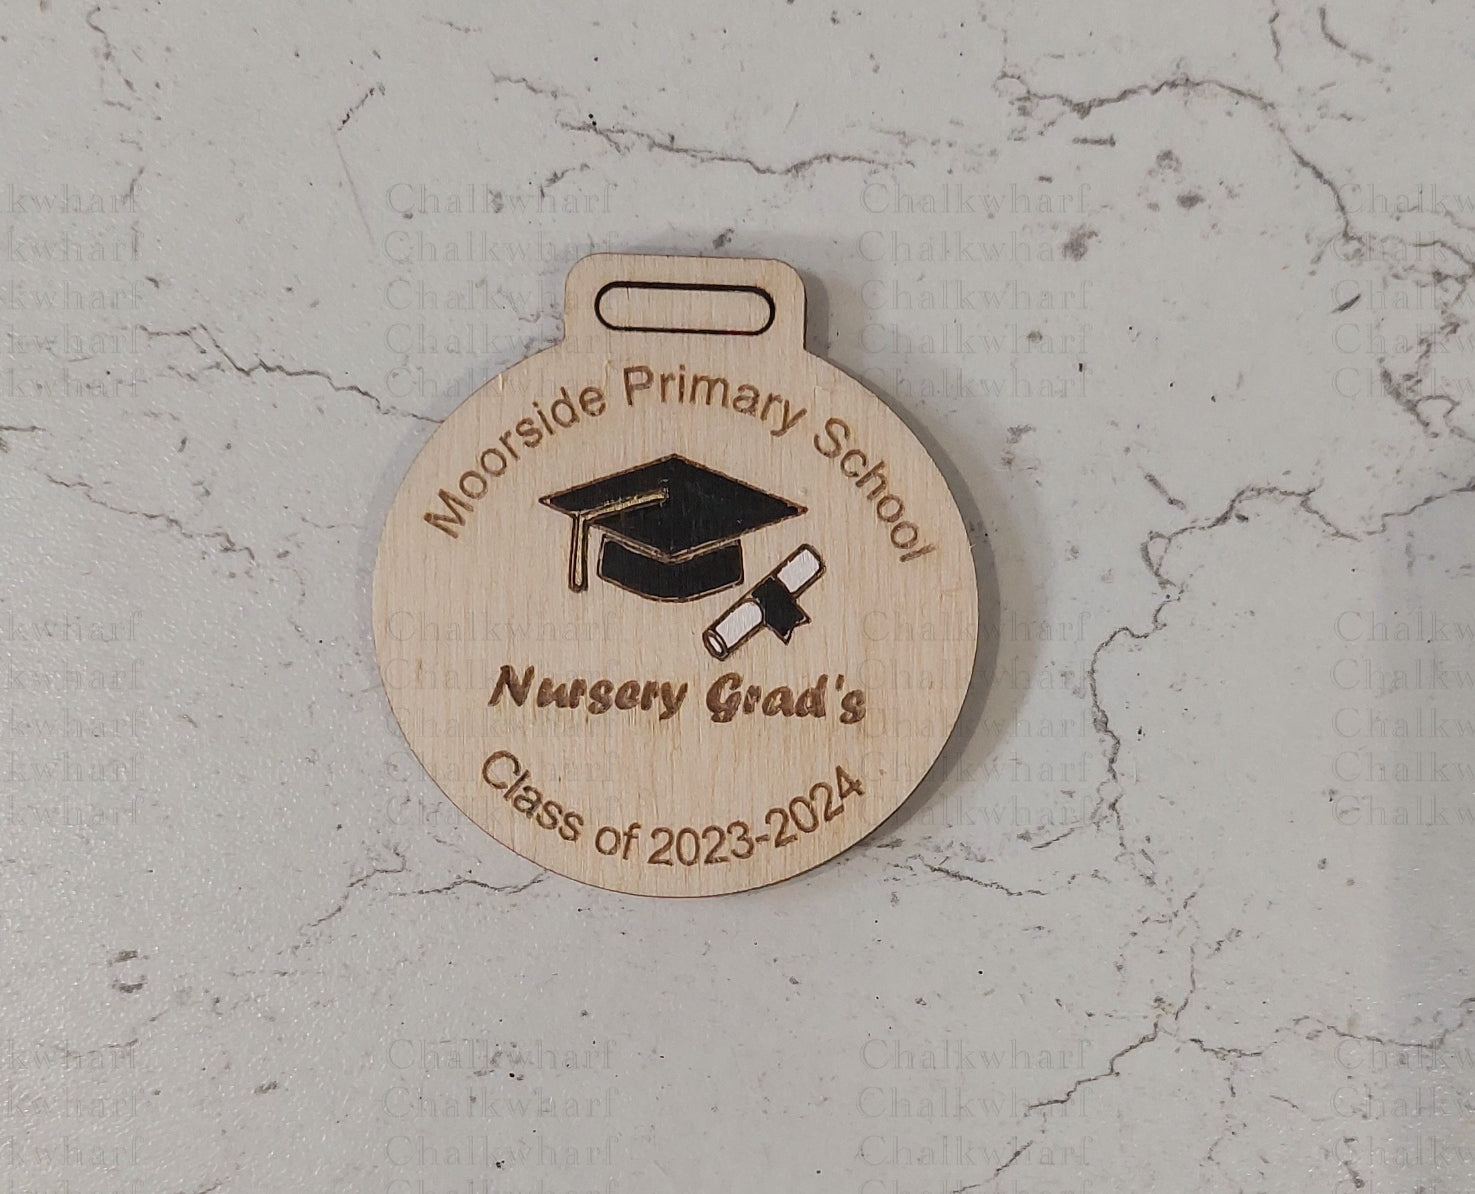 Moorside Primary School
Nursery Grad's
Class of 2023-2024
Chalkwharf